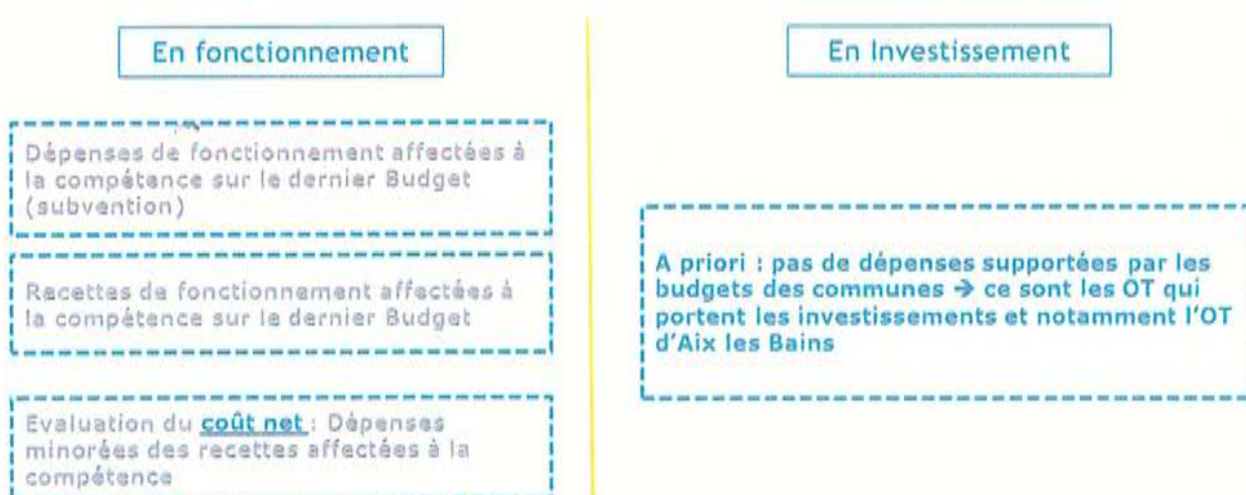 En fonctionnement
Dépenses de fonctionnement affectées à
la compétence sur le dernier Budget
(subvention)
Recettes de fonctionnement affectées à
la compétence sur le dernier Budget
Evaluation du coût net : Dépenses
minorées des recettes affectées à la
compétence
En Investissement
A priori : pas de dépenses supportées par les
budgets des communes → ce sont les OT qui
portent les investissements et notamment l'OT
d'Aix les Bains